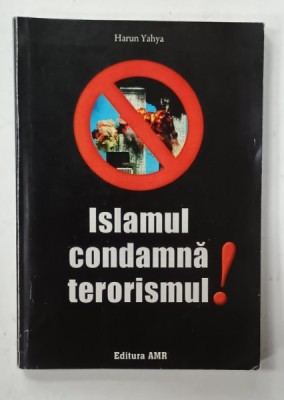 Harun Yahya
Islamul
condamnă
terorismul!
Editura AMR